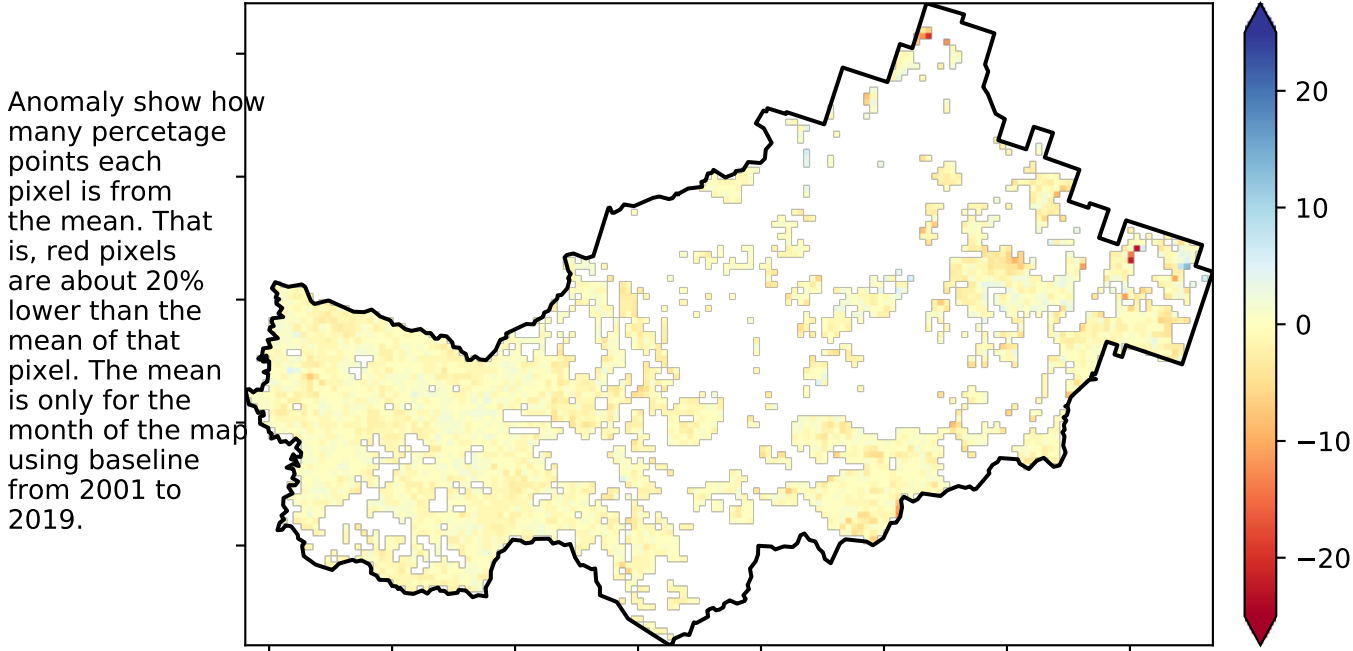 Anomaly show how
many percetage
points each
pixel is from
the mean. That
is, red pixels
are about 20%
lower than the
mean of that
pixel. The mean
is only for the
month of the map
using baseline
from 2001 to
2019.
20
10
0
−10
−20